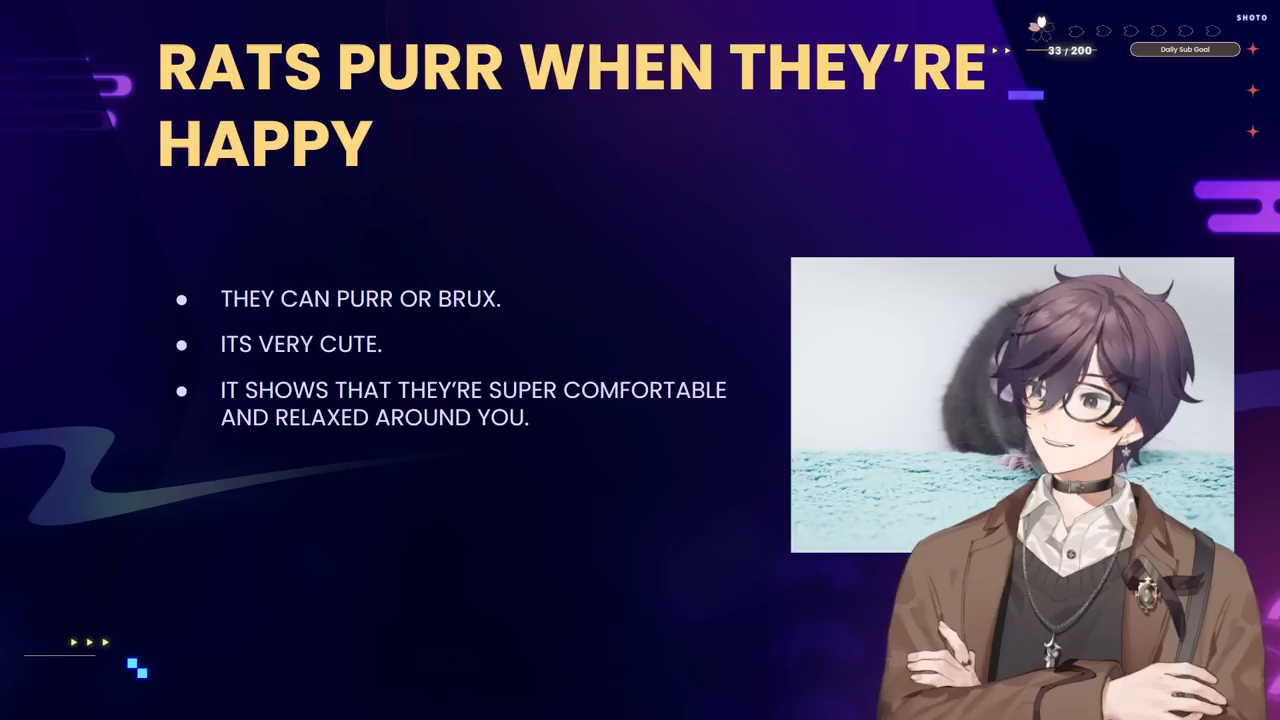 SHOTO
33 / 200
Daily Sub Goal
RATS PURR WHEN THEY’RE
HAPPY
THEY CAN PURR OR BRUX.
ITS VERY CUTE.
IT SHOWS THAT THEY’RE SUPER COMFORTABLE
AND RELAXED AROUND YOU.